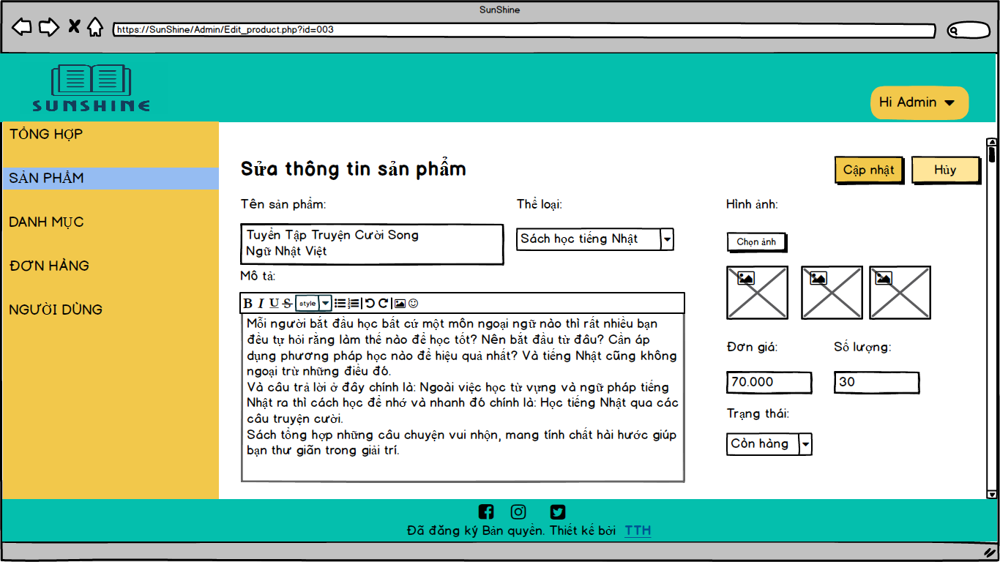 SunShine
https://SunShine/Admin/Edit_product.php?id=003
SUNSHINE
Hi Admin
TỔNG HỢP
SẢN PHẨM
DANH MỤC
ĐƠN HÀNG
NGƯỜI DÙNG
Sửa thông tin sản phẩm
Cập nhật
Hủy
Tên sản phẩm:
Thể loại:
Hình ảnh:
Tuyển Tập Truyện Cười Song
Ngữ Nhật Việt
Sách học tiếng Nhật
Chọn ảnh
Mô tả:
B I U S style
Mỗi người bắt đầu học bất cứ một môn ngoại ngữ nào thì rất nhiều bạn
đều tự hỏi rằng làm thế nào để học tốt? Nên bắt đầu từ đâu? Cần áp
dụng phương pháp học nào để hiệu quả nhất? Và tiếng Nhật cũng không
ngoại trừ những điều đó.
Và câu trả lời ở đây chính là: Ngoài việc học từ vựng và ngữ pháp tiếng
Nhật ra thì cách học để nhớ và nhanh đó chính là: Học tiếng Nhật qua các
câu truyện cười.
Sách tổng hợp những câu chuyện vui nhộn, mang tính chất hài hước giúp
bạn thư giãn trong giải trí.
Đơn giá:
Số lượng:
70.000
30
Trạng thái:
Còn hàng
Đã đăng ký Bản quyền. Thiết kế bởi TTH